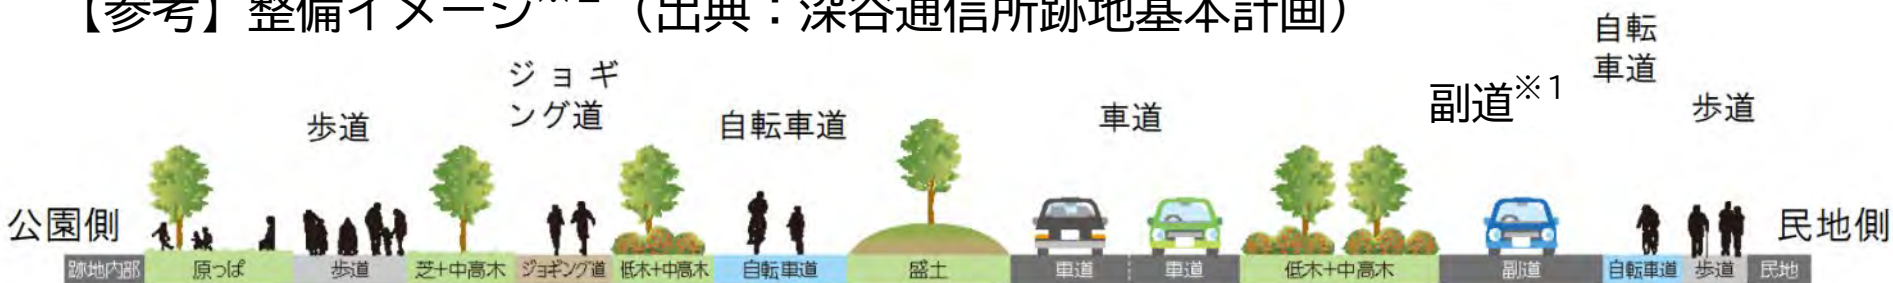 【参考】整備イメージ※2（出典：深谷通信所跡地基本計画）
自転
車道
ジョギ
ング道
副道※1
歩道
自転車道
車道
歩道
公園側
民地側
跡地内部 原っぱ 歩道 芝+中高木 ジョギング道 低木+中高木 自転車道 盛土 車道 車道 低木+中高木 副道 自転車道 歩道 民地